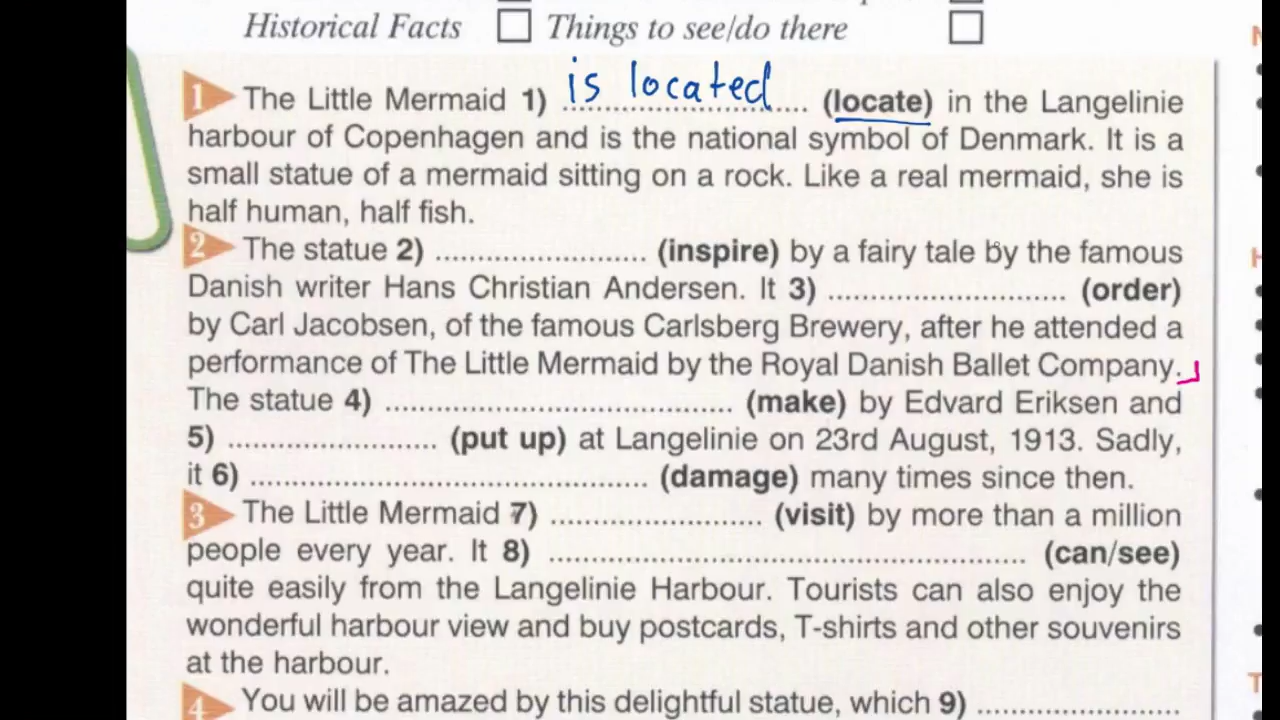 Historical Facts □ Things to see/do there □
is located
1 The Little Mermaid 1) .......................... (locate) in the Langelinie
harbour of Copenhagen and is the national symbol of Denmark. It is a
small statue of a mermaid sitting on a rock. Like a real mermaid, she is
half human, half fish.
2 The statue 2) ...................... (inspire) by a fairy tale by the famous
Danish writer Hans Christian Andersen. It 3) ......................... (order)
by Carl Jacobsen, of the famous Carlsberg Brewery, after he attended a
performance of The Little Mermaid by the Royal Danish Ballet Company.
The statue 4) .................................... (make) by Edvard Eriksen and
5) ...................... (put up) at Langelinie on 23rd August, 1913. Sadly,
it 6) ......................................... (damage) many times since then.
3 The Little Mermaid 7) ...................... (visit) by more than a million
people every year. It 8) ................................................. (can/see)
quite easily from the Langelinie Harbour. Tourists can also enjoy the
wonderful harbour view and buy postcards, T-shirts and other souvenirs
at the harbour.
4 You will be amazed by this delightful statue, which 9) .....................